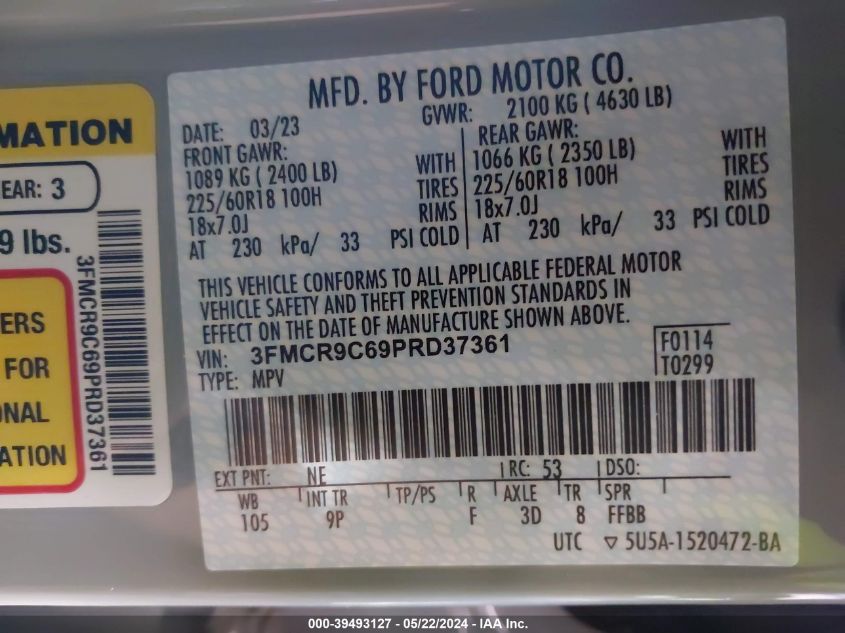 MATION
EAR: 3
9 lbs.
ERS
FOR
ONAL
ATION
3FMCR9C69PRD37361
MFD. BY FORD MOTOR CO.
DATE: 03/23 GVWR: 2100 KG ( 4630 LB)
FRONT GAWR: REAR GAWR:
1089 KG ( 2400 LB) WITH 1066 KG ( 2350 LB) WITH
225/60R18 100H TIRES 225/60R18 100H TIRES
18x7.0J RIMS 18x7.0J RIMS
AT 230 kPa/ 33 PSI COLD AT 230 kPa/ 33 PSI COLD
THIS VEHICLE CONFORMS TO ALL APPLICABLE FEDERAL MOTOR
VEHICLE SAFETY AND THEFT PREVENTION STANDARDS IN
EFFECT ON THE DATE OF MANUFACTURE SHOWN ABOVE.
VIN: 3FMCR9C69PRD37361 F0114
TYPE: MPV T0299
EXT PNT: NE RC: 53 DSO:
WB INT TR TP/PS R AXLE TR SPR
105 9P F 3D 8 FFBB
UTC ▽ 5U5A-1520472-BA
000-39493127 - 05/22/2024 - IAA Inc.